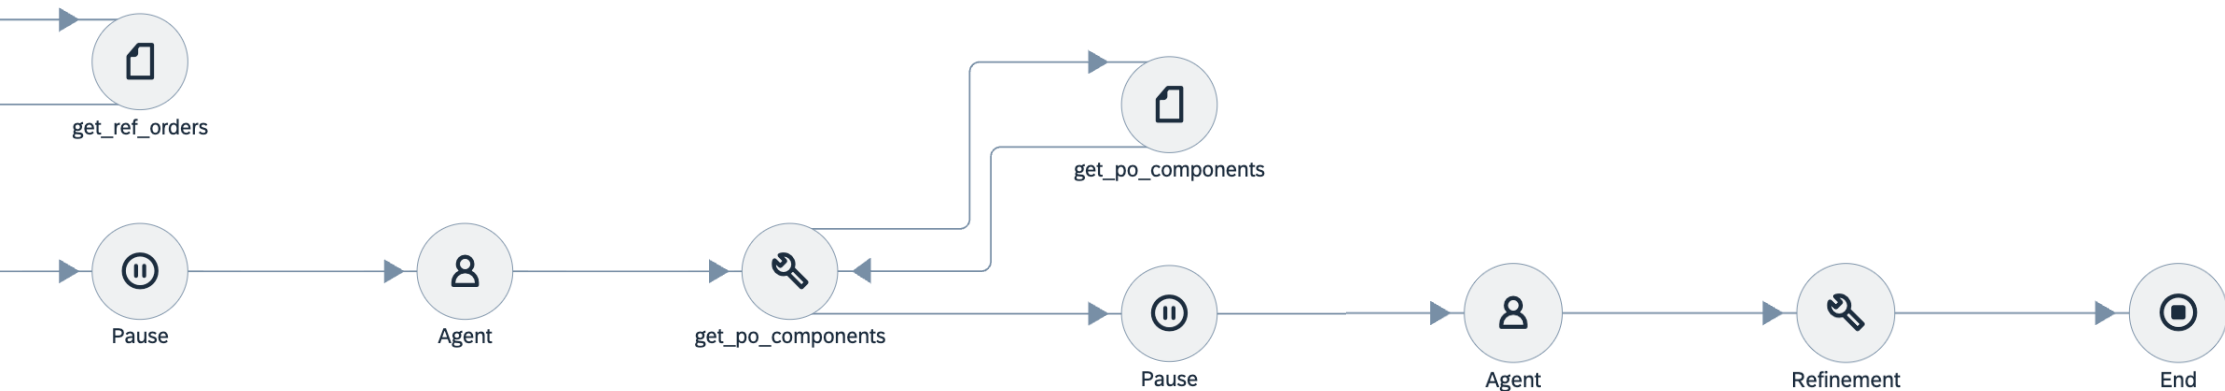 get_ref_orders
get_po_components
Pause
Agent
get_po_components
Pause
Agent
Refinement
End